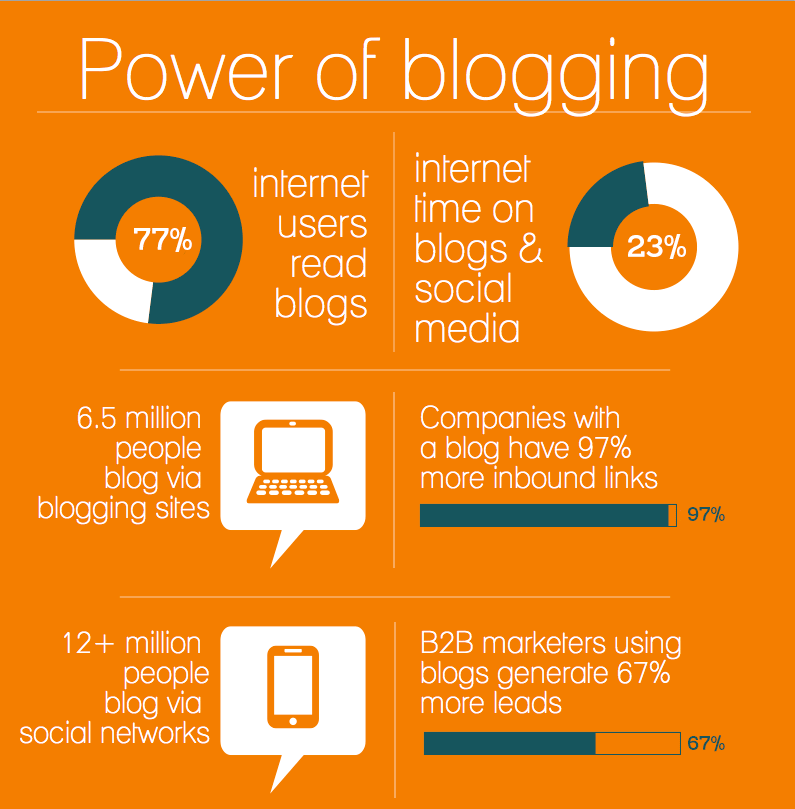 Power of blogging
77%
internet
users
read
blogs
internet
time on
blogs &
social
media
23%
6.5 million
people
blog via
blogging sites
Companies with
a blog have 97%
more inbound links
97%
12+ million
people
blog via
social networks
B2B marketers using
blogs generate 67%
more leads
67%